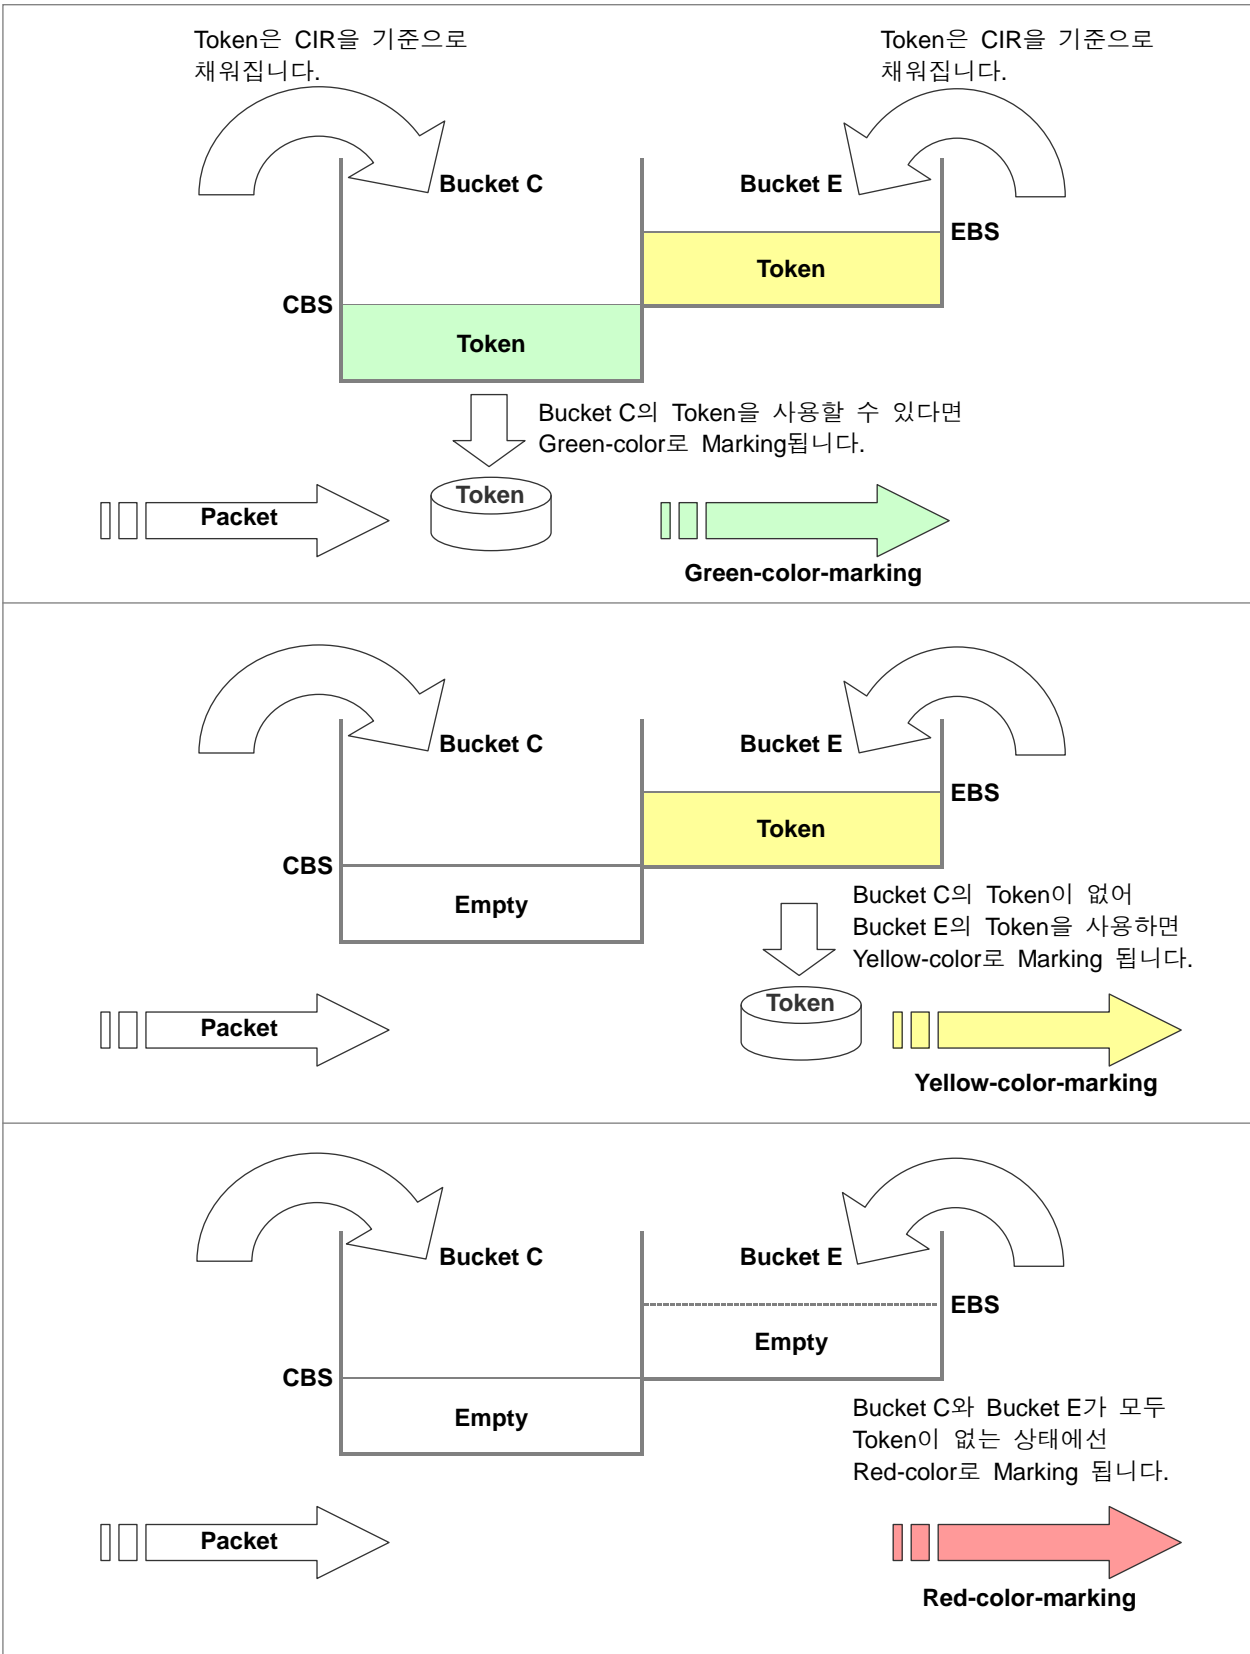 Token은 CIR을 기준으로
채워집니다.
Token은 CIR을 기준으로
채워집니다.
Bucket C
Bucket E
EBS
Token
CBS
Token
Bucket C의 Token을 사용할 수 있다면
Green-color로 Marking됩니다.
Token
Packet
Green-color-marking
Bucket C
Bucket E
EBS
Token
CBS
Empty
Bucket C의 Token이 없어
Bucket E의 Token을 사용하면
Yellow-color로 Marking 됩니다.
Token
Packet
Yellow-color-marking
Bucket C
Bucket E
EBS
Empty
CBS
Empty
Bucket C와 Bucket E가 모두
Token이 없는 상태에선
Red-color로 Marking 됩니다.
Packet
Red-color-marking